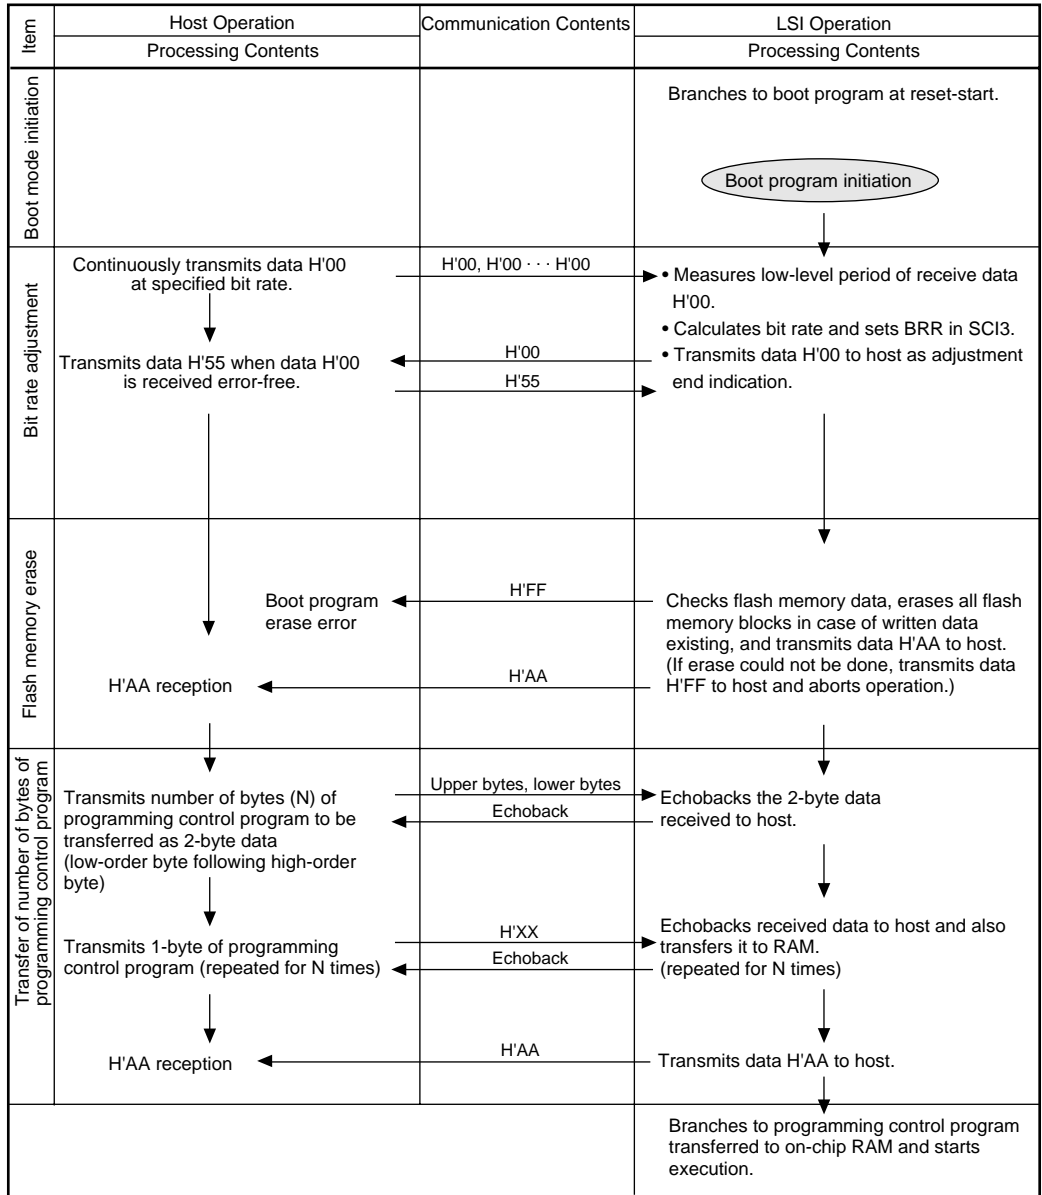 Item
Host Operation
Communication Contents
LSI Operation
Processing Contents
Processing Contents
Boot mode initiation
Branches to boot program at reset-start.
Boot program initiation
Bit rate adjustment
Continuously transmits data H'00
at specified bit rate.
H'00, H'00 · · · H'00
• Measures low-level period of receive data
H'00.
• Calculates bit rate and sets BRR in SCI3.
• Transmits data H'00 to host as adjustment
end indication.
H'00
Transmits data H'55 when data H'00
is received error-free.
H'55
Flash memory erase
Boot program
erase error
H'FF
Checks flash memory data, erases all flash
memory blocks in case of written data
existing, and transmits data H'AA to host.
(If erase could not be done, transmits data
H'FF to host and aborts operation.)
H'AA reception
H'AA
Transfer of number of bytes of
programming control program
Transmits number of bytes (N) of
programming control program to be
transferred as 2-byte data
(low-order byte following high-order
byte)
Upper bytes, lower bytes
Echoback
Echobacks the 2-byte data
received to host.
Transmits 1-byte of programming
control program (repeated for N times)
H'XX
Echoback
Echobacks received data to host and also
transfers it to RAM.
(repeated for N times)
H'AA reception
H'AA
Transmits data H'AA to host.
Branches to programming control program
transferred to on-chip RAM and starts
execution.